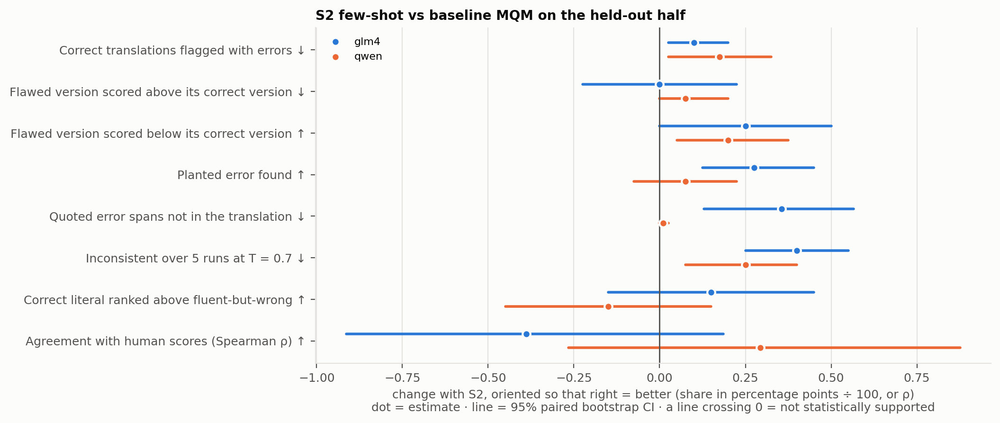 S2 few-shot vs baseline MQM on the held-out half
glm4
qwen
Correct translations flagged with errors ↓
Flawed version scored above its correct version ↓
Flawed version scored below its correct version ↑
Planted error found ↑
Quoted error spans not in the translation ↓
Inconsistent over 5 runs at T = 0.7 ↓
Correct literal ranked above fluent-but-wrong ↑
Agreement with human scores (Spearman ρ) ↑
−1.00 −0.75 −0.50 −0.25 0.00 0.25 0.50 0.75
change with S2, oriented so that right = better (share in percentage points ÷ 100, or ρ)
dot = estimate · line = 95% paired bootstrap CI · a line crossing 0 = not statistically supported